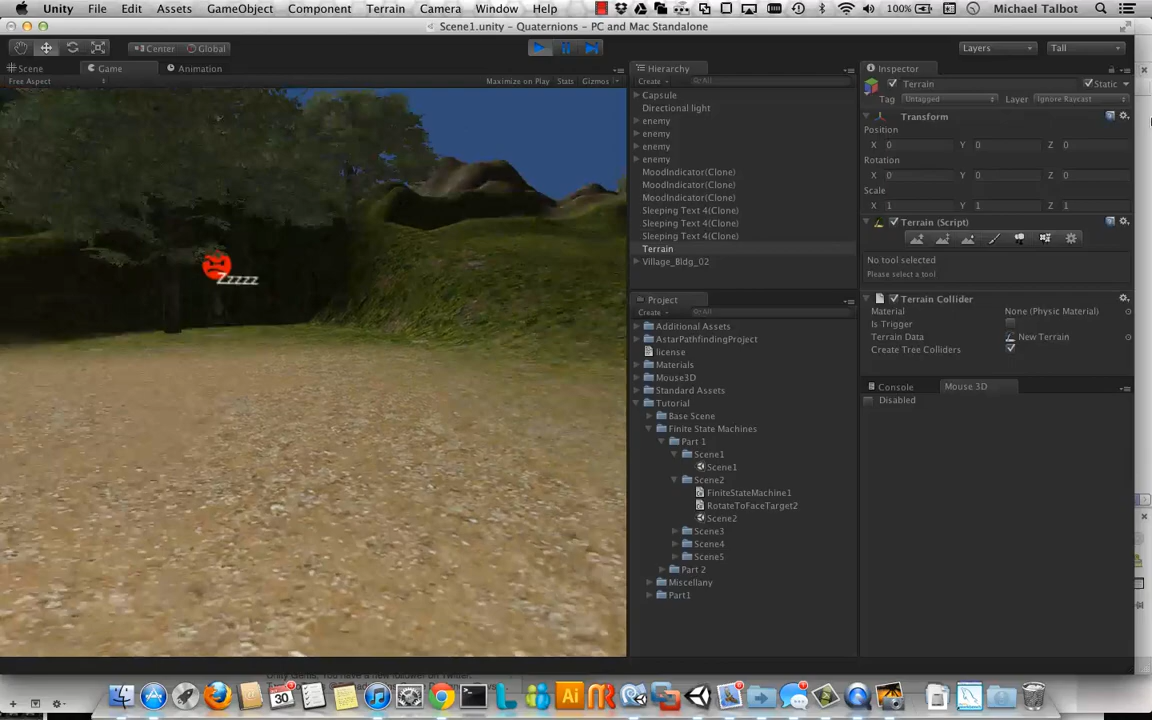 Unity File Edit Assets GameObject Component Terrain Camera Window Help 100% Michael Talbot
Scene1.unity - Quaternions - PC and Mac Standalone
Center Global Layers Tall
Scene Game Animation
Free Aspect Maximize on Play Stats Gizmos
Zzzzz
Hierarchy
Create All
Capsule
Directional light
enemy
enemy
enemy
enemy
MoodIndicator(Clone)
MoodIndicator(Clone)
MoodIndicator(Clone)
Sleeping Text 4(Clone)
Sleeping Text 4(Clone)
Sleeping Text 4(Clone)
Terrain
Village_Bldg_02
Project
Create All
Additional Assets
AstarPathfindingProject
license
Materials
Mouse3D
Standard Assets
Tutorial
Base Scene
Finite State Machines
Part 1
Scene1
Scene1
Scene2
FiniteStateMachine1
RotateToFaceTarget2
Scene2
Scene3
Scene4
Scene5
Part 2
Miscellany
Part1
Inspector
Terrain Static
Tag Untagged Layer Ignore Raycast
Transform
Position
X 0 Y 0 Z 0
Rotation
X 0 Y 0 Z 0
Scale
X 1 Y 1 Z 1
Terrain (Script)
No tool selected
Please select a tool
Terrain Collider
Material None (Physic Material)
Is Trigger
Terrain Data New Terrain
Create Tree Colliders
Console Mouse 3D
Disabled
30